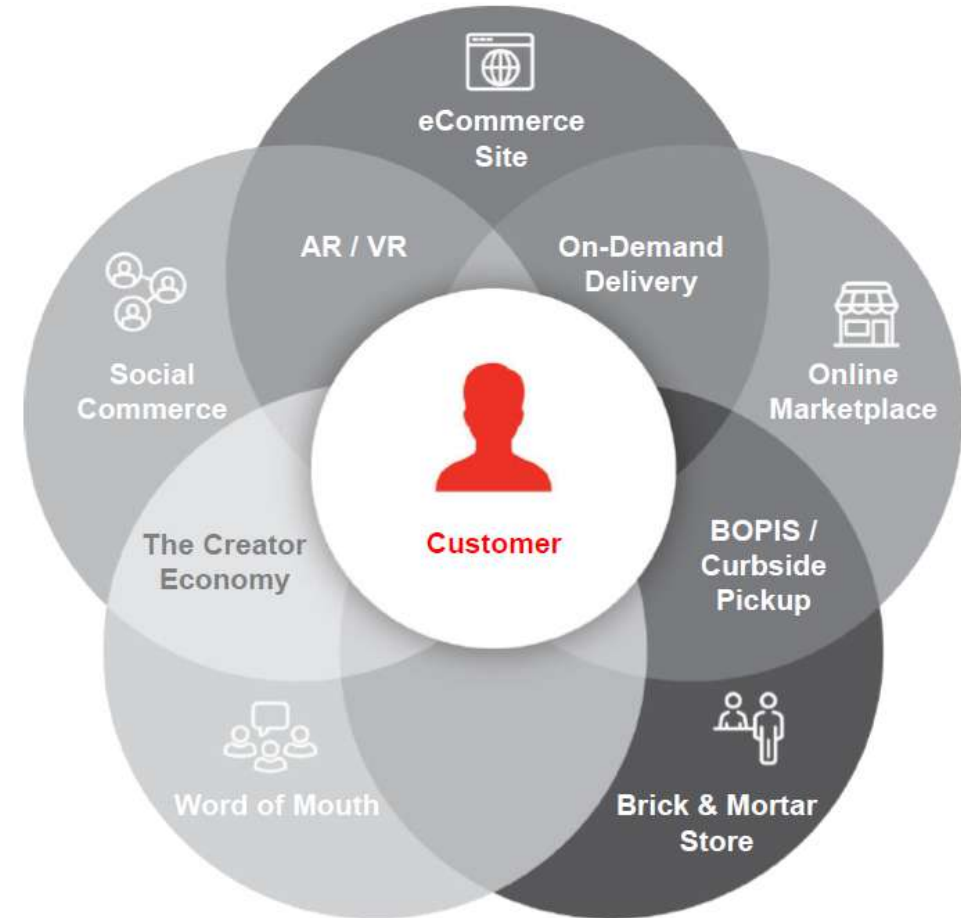 eCommerce
Site
AR / VR
On-Demand
Delivery
Social
Commerce
Online
Marketplace
The Creator
Economy
Customer
BOPIS /
Curbside
Pickup
Word of Mouth
Brick & Mortar
Store